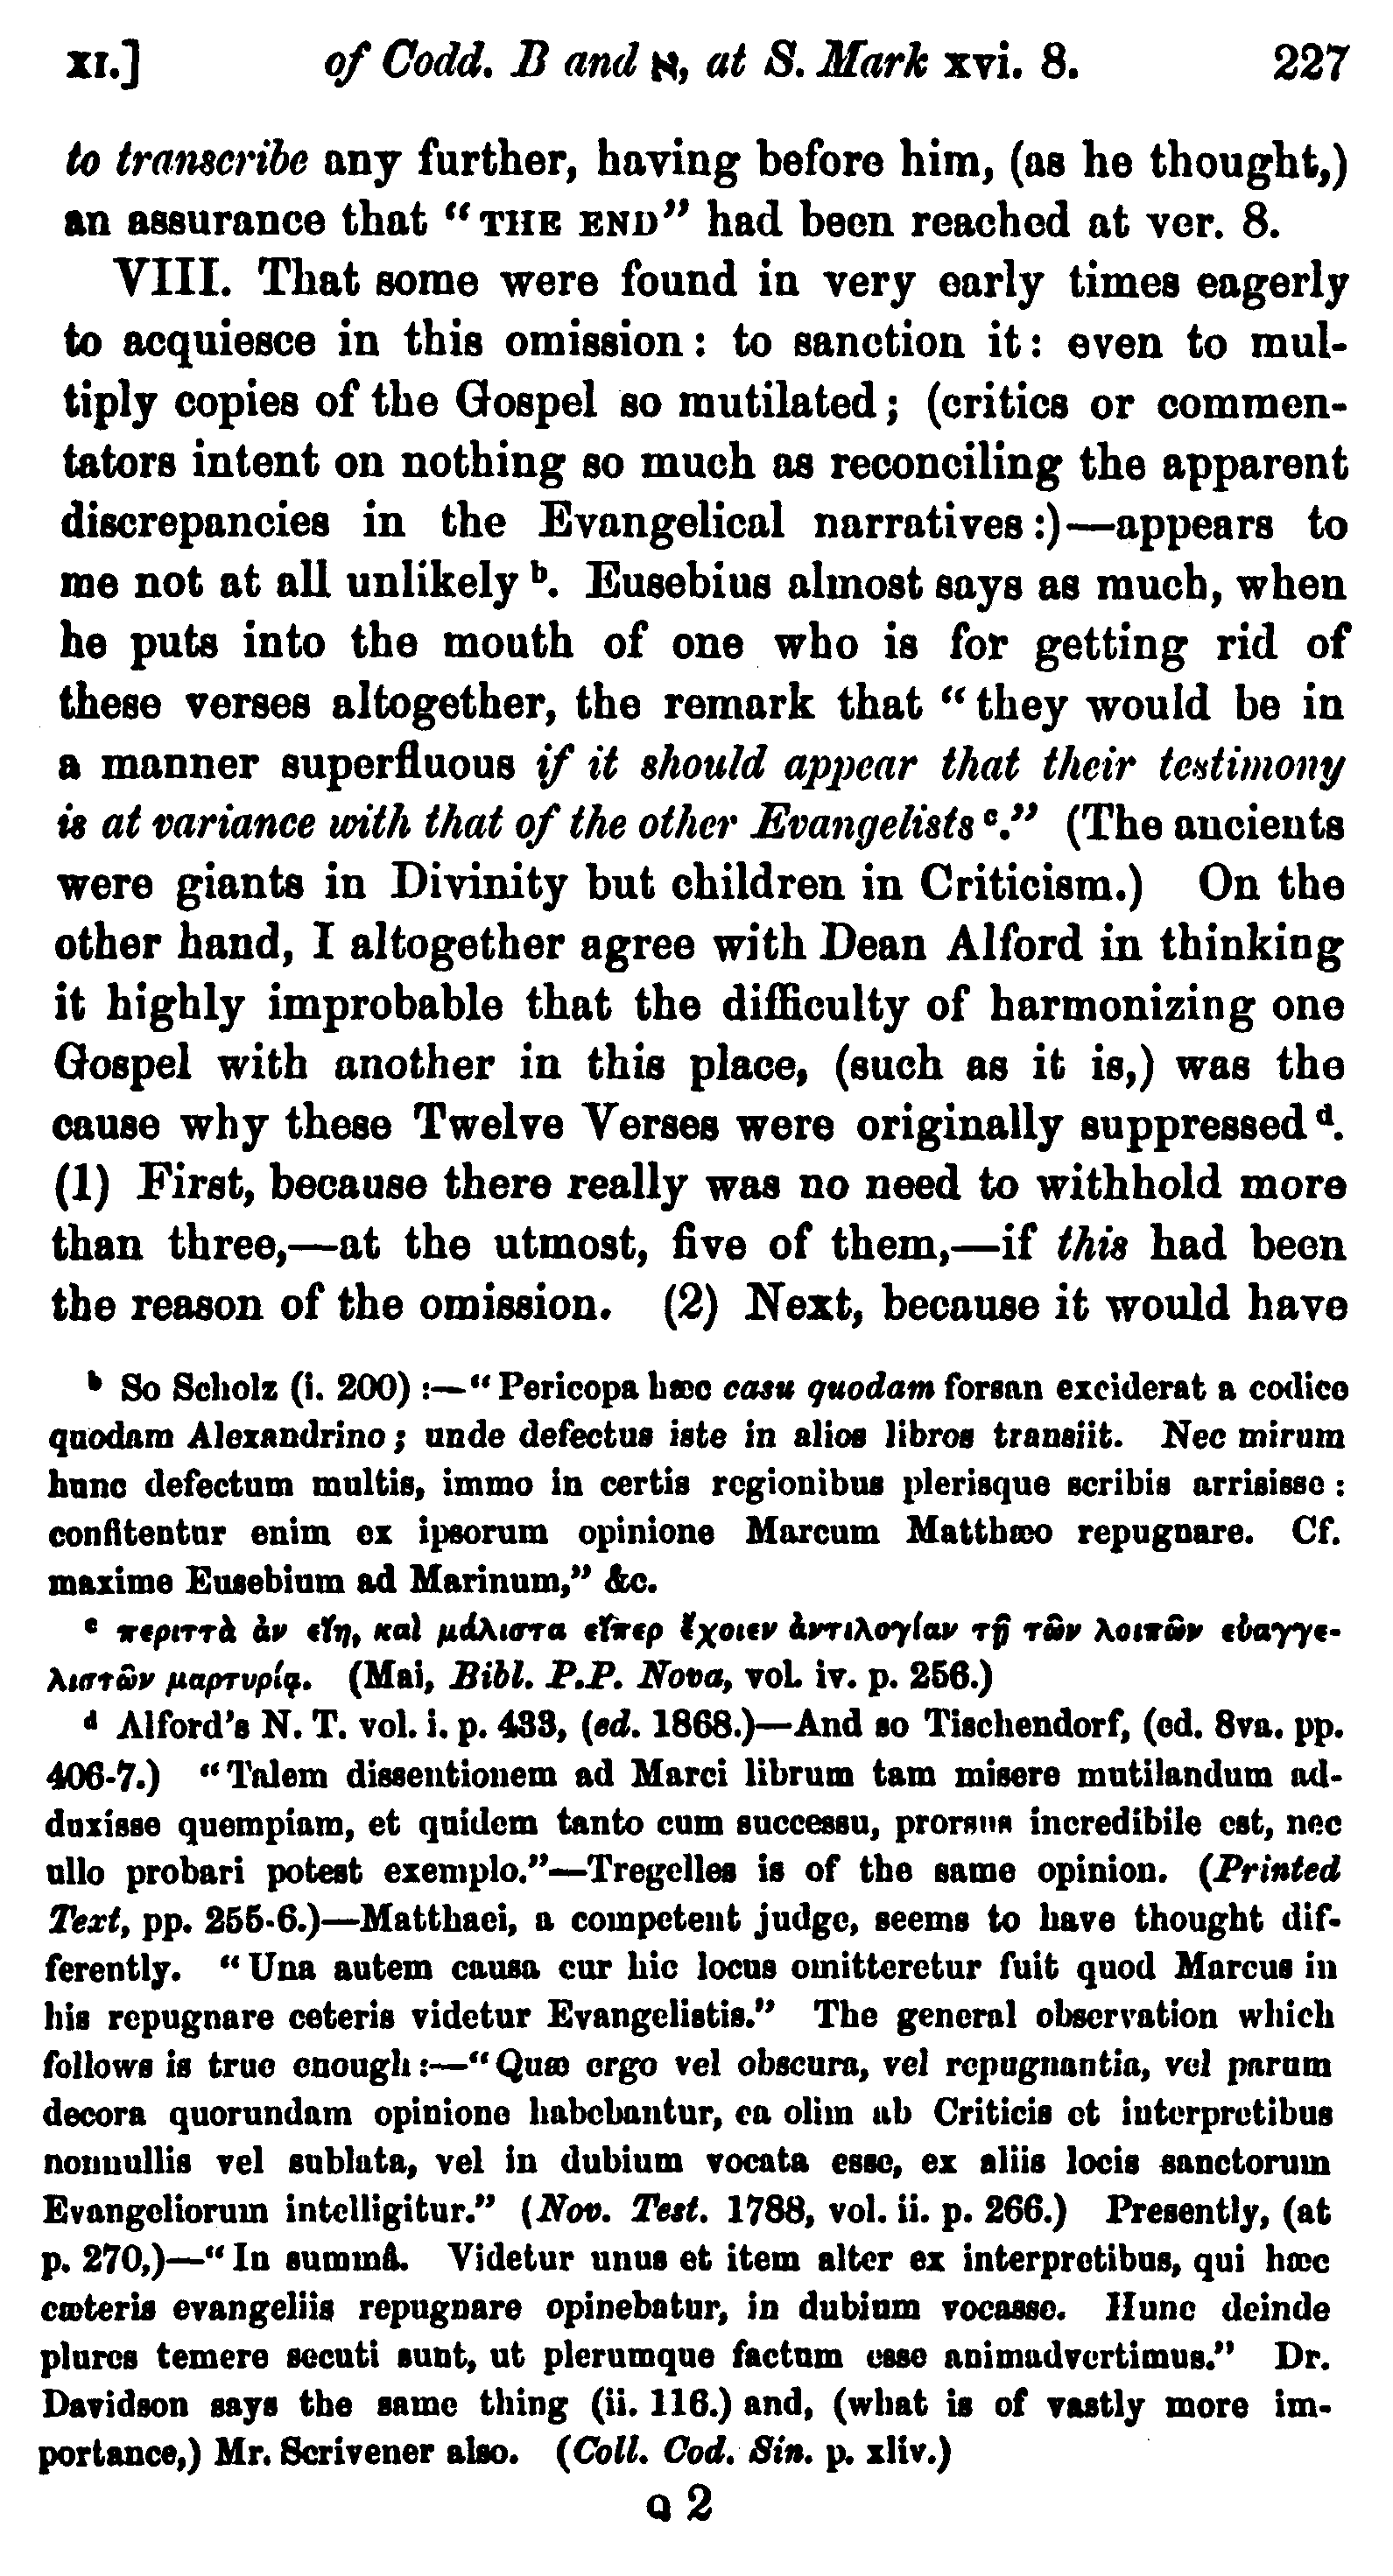 XI.] of Codd. B and א, at S. Mark xvi. 8. 227
to transcribe any further, having before him, (as he thought,)
an assurance that “THE END” had been reached at ver. 8.
VIII. That some were found in very early times eagerly
to acquiesce in this omission: to sanction it: even to mul-
tiply copies of the Gospel so mutilated; (critics or commen-
tators intent on nothing so much as reconciling the apparent
discrepancies in the Evangelical narratives:)—appears to
me not at all unlikely b. Eusebius almost says as much, when
he puts into the mouth of one who is for getting rid of
these verses altogether, the remark that “they would be in
a manner superfluous if it should appear that their testimony
is at variance with that of the other Evangelists c.” (The ancients
were giants in Divinity but children in Criticism.) On the
other hand, I altogether agree with Dean Alford in thinking
it highly improbable that the difficulty of harmonizing one
Gospel with another in this place, (such as it is,) was the
cause why these Twelve Verses were originally suppressed d.
(1) First, because there really was no need to withhold more
than three,—at the utmost, five of them,—if this had been
the reason of the omission. (2) Next, because it would have
b So Scholz (i. 200):—“Pericopa hæc casu quodam forsan exciderat a codice
quodam Alexandrino; unde defectus iste in alios libros transiit. Nec mirum
hunc defectum multis, immo in certis regionibus plerisque scribis arrisisse:
confitentur enim ex ipsorum opinione Marcum Matthæo repugnare. Cf.
maxime Eusebium ad Marinum,” &c.
c περιττὰ ἂν εἴη, καὶ μάλιστα εἴπερ ἔχοιεν ἀντιλογίαν τῇ τῶν λοιπῶν εὐαγγε-
λιστῶν μαρτυρίᾳ. (Mai, Bibl. P.P. Nova, vol. iv. p. 256.)
d Alford’s N. T. vol. i. p. 433, (ed. 1868.)—And so Tischendorf, (ed. 8va. pp.
406-7.) “Talem dissentionem ad Marci librum tam misere mutilandum ad-
duxisse quempiam, et quidem tanto cum successu, prorsus incredibile est, nec
ullo probari potest exemplo.”—Tregelles is of the same opinion. (Printed
Text, pp. 255-6.)—Matthaei, a competent judge, seems to have thought dif-
ferently. “Una autem causa cur hic locus omitteretur fuit quod Marcus in
his repugnare ceteris videtur Evangelistis.” The general observation which
follows is true enough:—“Quæ ergo vel obscura, vel repugnantia, vel parum
decora quorundam opinione habebantur, ea olim ab Criticis et interpretibus
nonnullis vel sublata, vel in dubium vocata esse, ex aliis locis sanctorum
Evangeliorum intelligitur.” (Nov. Test. 1788, vol. ii. p. 266.) Presently, (at
p. 270,)—“In summâ. Videtur unus et item alter ex interpretibus, qui hæc
cæteris evangeliis repugnare opinebatur, in dubium vocasse. Hunc deinde
plures temere secuti sunt, ut plerumque factum esse animadvertimus.” Dr.
Davidson says the same thing (ii. 116.) and, (what is of vastly more im-
portance,) Mr. Scrivener also. (Coll. Cod. Sin. p. xliv.)
Q 2